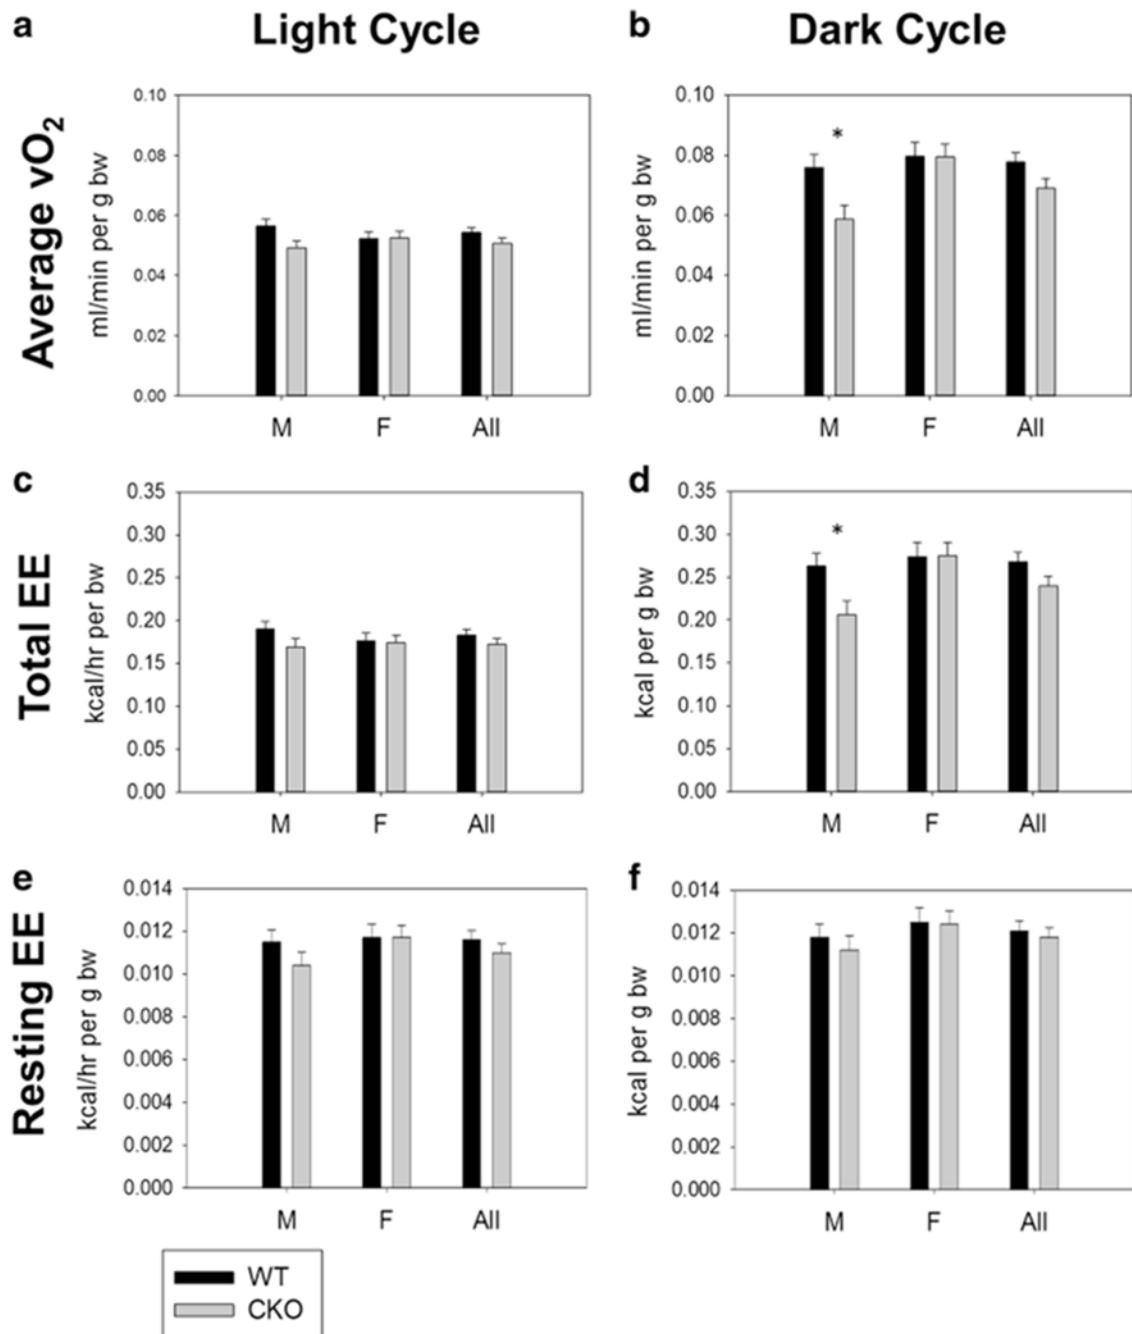 a Light Cycle
b Dark Cycle
Average vO2
ml/min per g bw
0.10
0.08
0.06
0.04
0.02
0.00
M F All
ml/min per g bw
0.10
0.08
0.06
0.04
0.02
0.00
*
M F All
c
Total EE
kcal/hr per bw
0.35
0.30
0.25
0.20
0.15
0.10
0.05
0.00
M F All
d
kcal per g bw
0.35
0.30
0.25
0.20
0.15
0.10
0.05
0.00
*
M F All
e
Resting EE
kcal/hr per g bw
0.014
0.012
0.010
0.008
0.006
0.004
0.002
0.000
M F All
f
kcal per g bw
0.014
0.012
0.010
0.008
0.006
0.004
0.002
0.000
M F All
WT
CKO